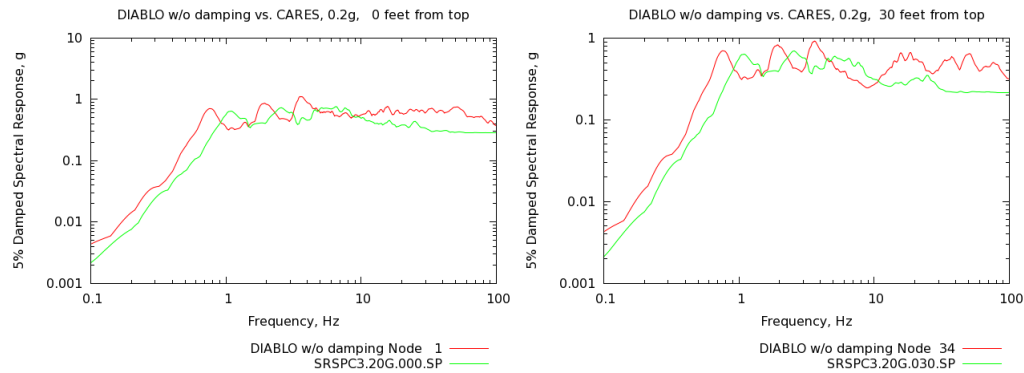 DIABLO w/o damping vs. CARES, 0.2g, 0 feet from top
5% Damped Spectral Response, g
10
1
0.1
0.01
0.001
0.1 1 10 100
Frequency, Hz
DIABLO w/o damping Node 1
SRSPC3.20G.000.SP
DIABLO w/o damping vs. CARES, 0.2g, 30 feet from top
5% Damped Spectral Response, g
1
0.1
0.01
0.001
0.1 1 10 100
Frequency, Hz
DIABLO w/o damping Node 34
SRSPC3.20G.030.SP